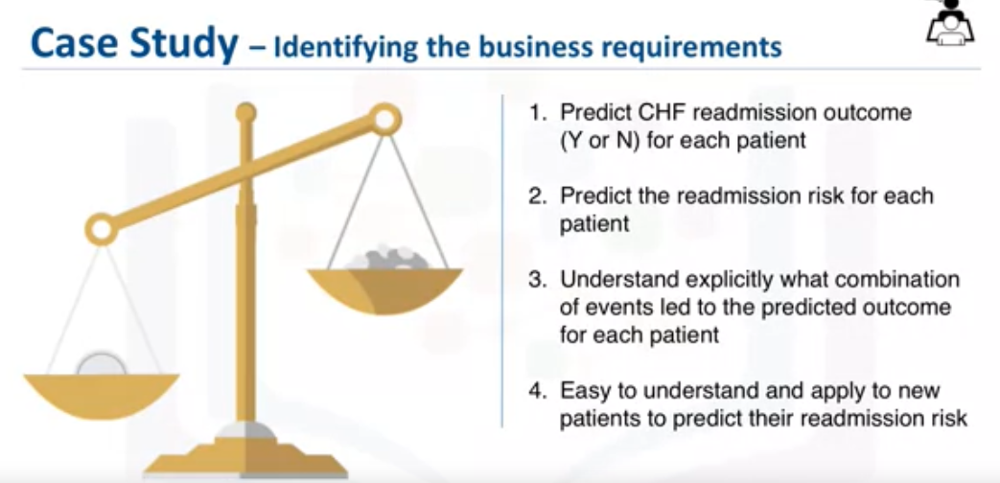 Case Study – Identifying the business requirements
1. Predict CHF readmission outcome
(Y or N) for each patient
2. Predict the readmission risk for each
patient
3. Understand explicitly what combination
of events led to the predicted outcome
for each patient
4. Easy to understand and apply to new
patients to predict their readmission risk